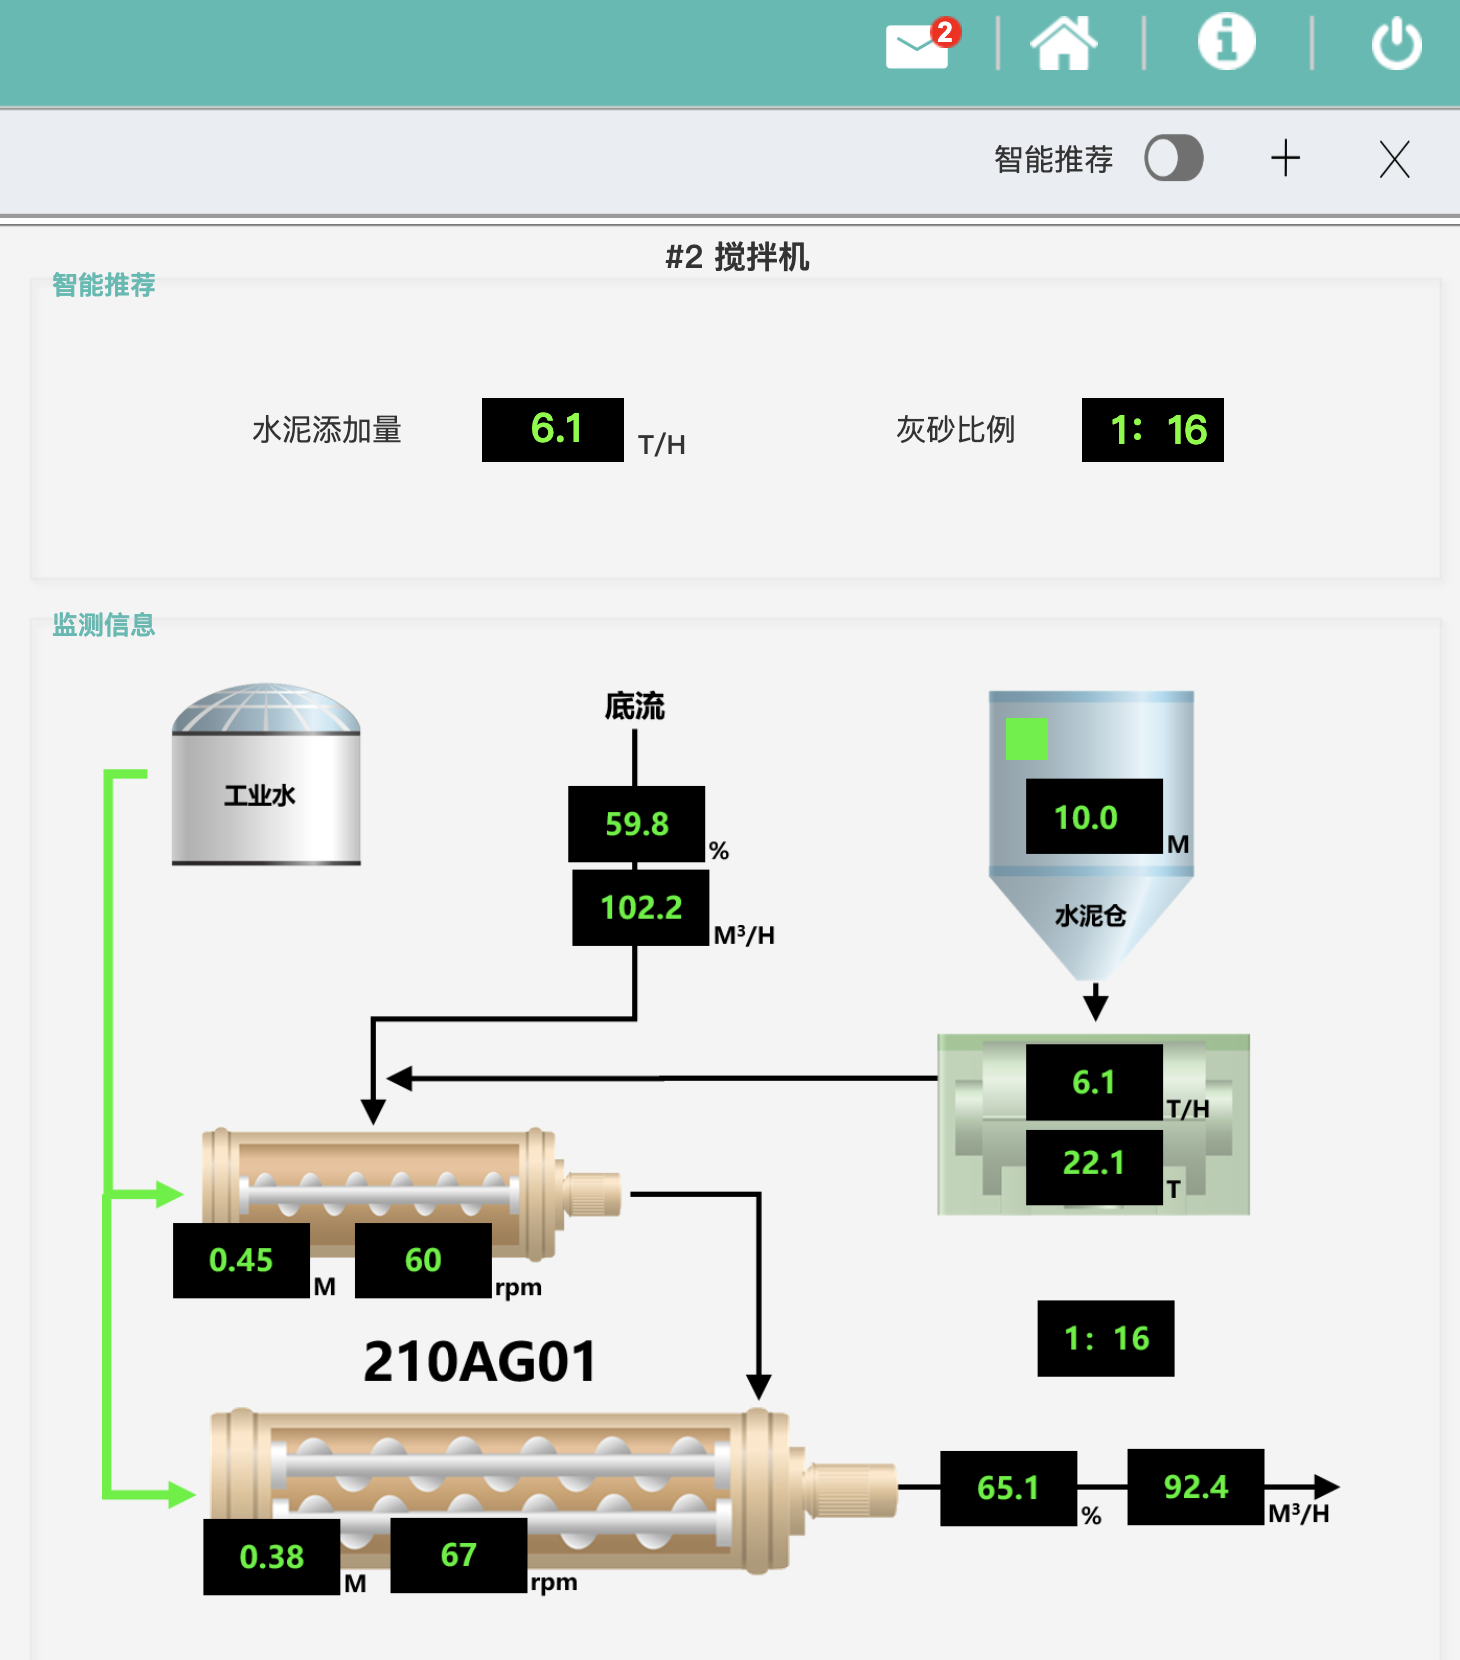 2
智能推荐
#2 搅拌机
智能推荐
水泥添加量 6.1 T/H 灰砂比例 1: 16
监测信息
底流
工业水
59.8 %
10.0 M
102.2 M³/H
水泥仓
6.1 T/H
22.1 T
0.45 M 60 rpm
1: 16
210AG01
65.1 % 92.4 M³/H
0.38 M 67 rpm